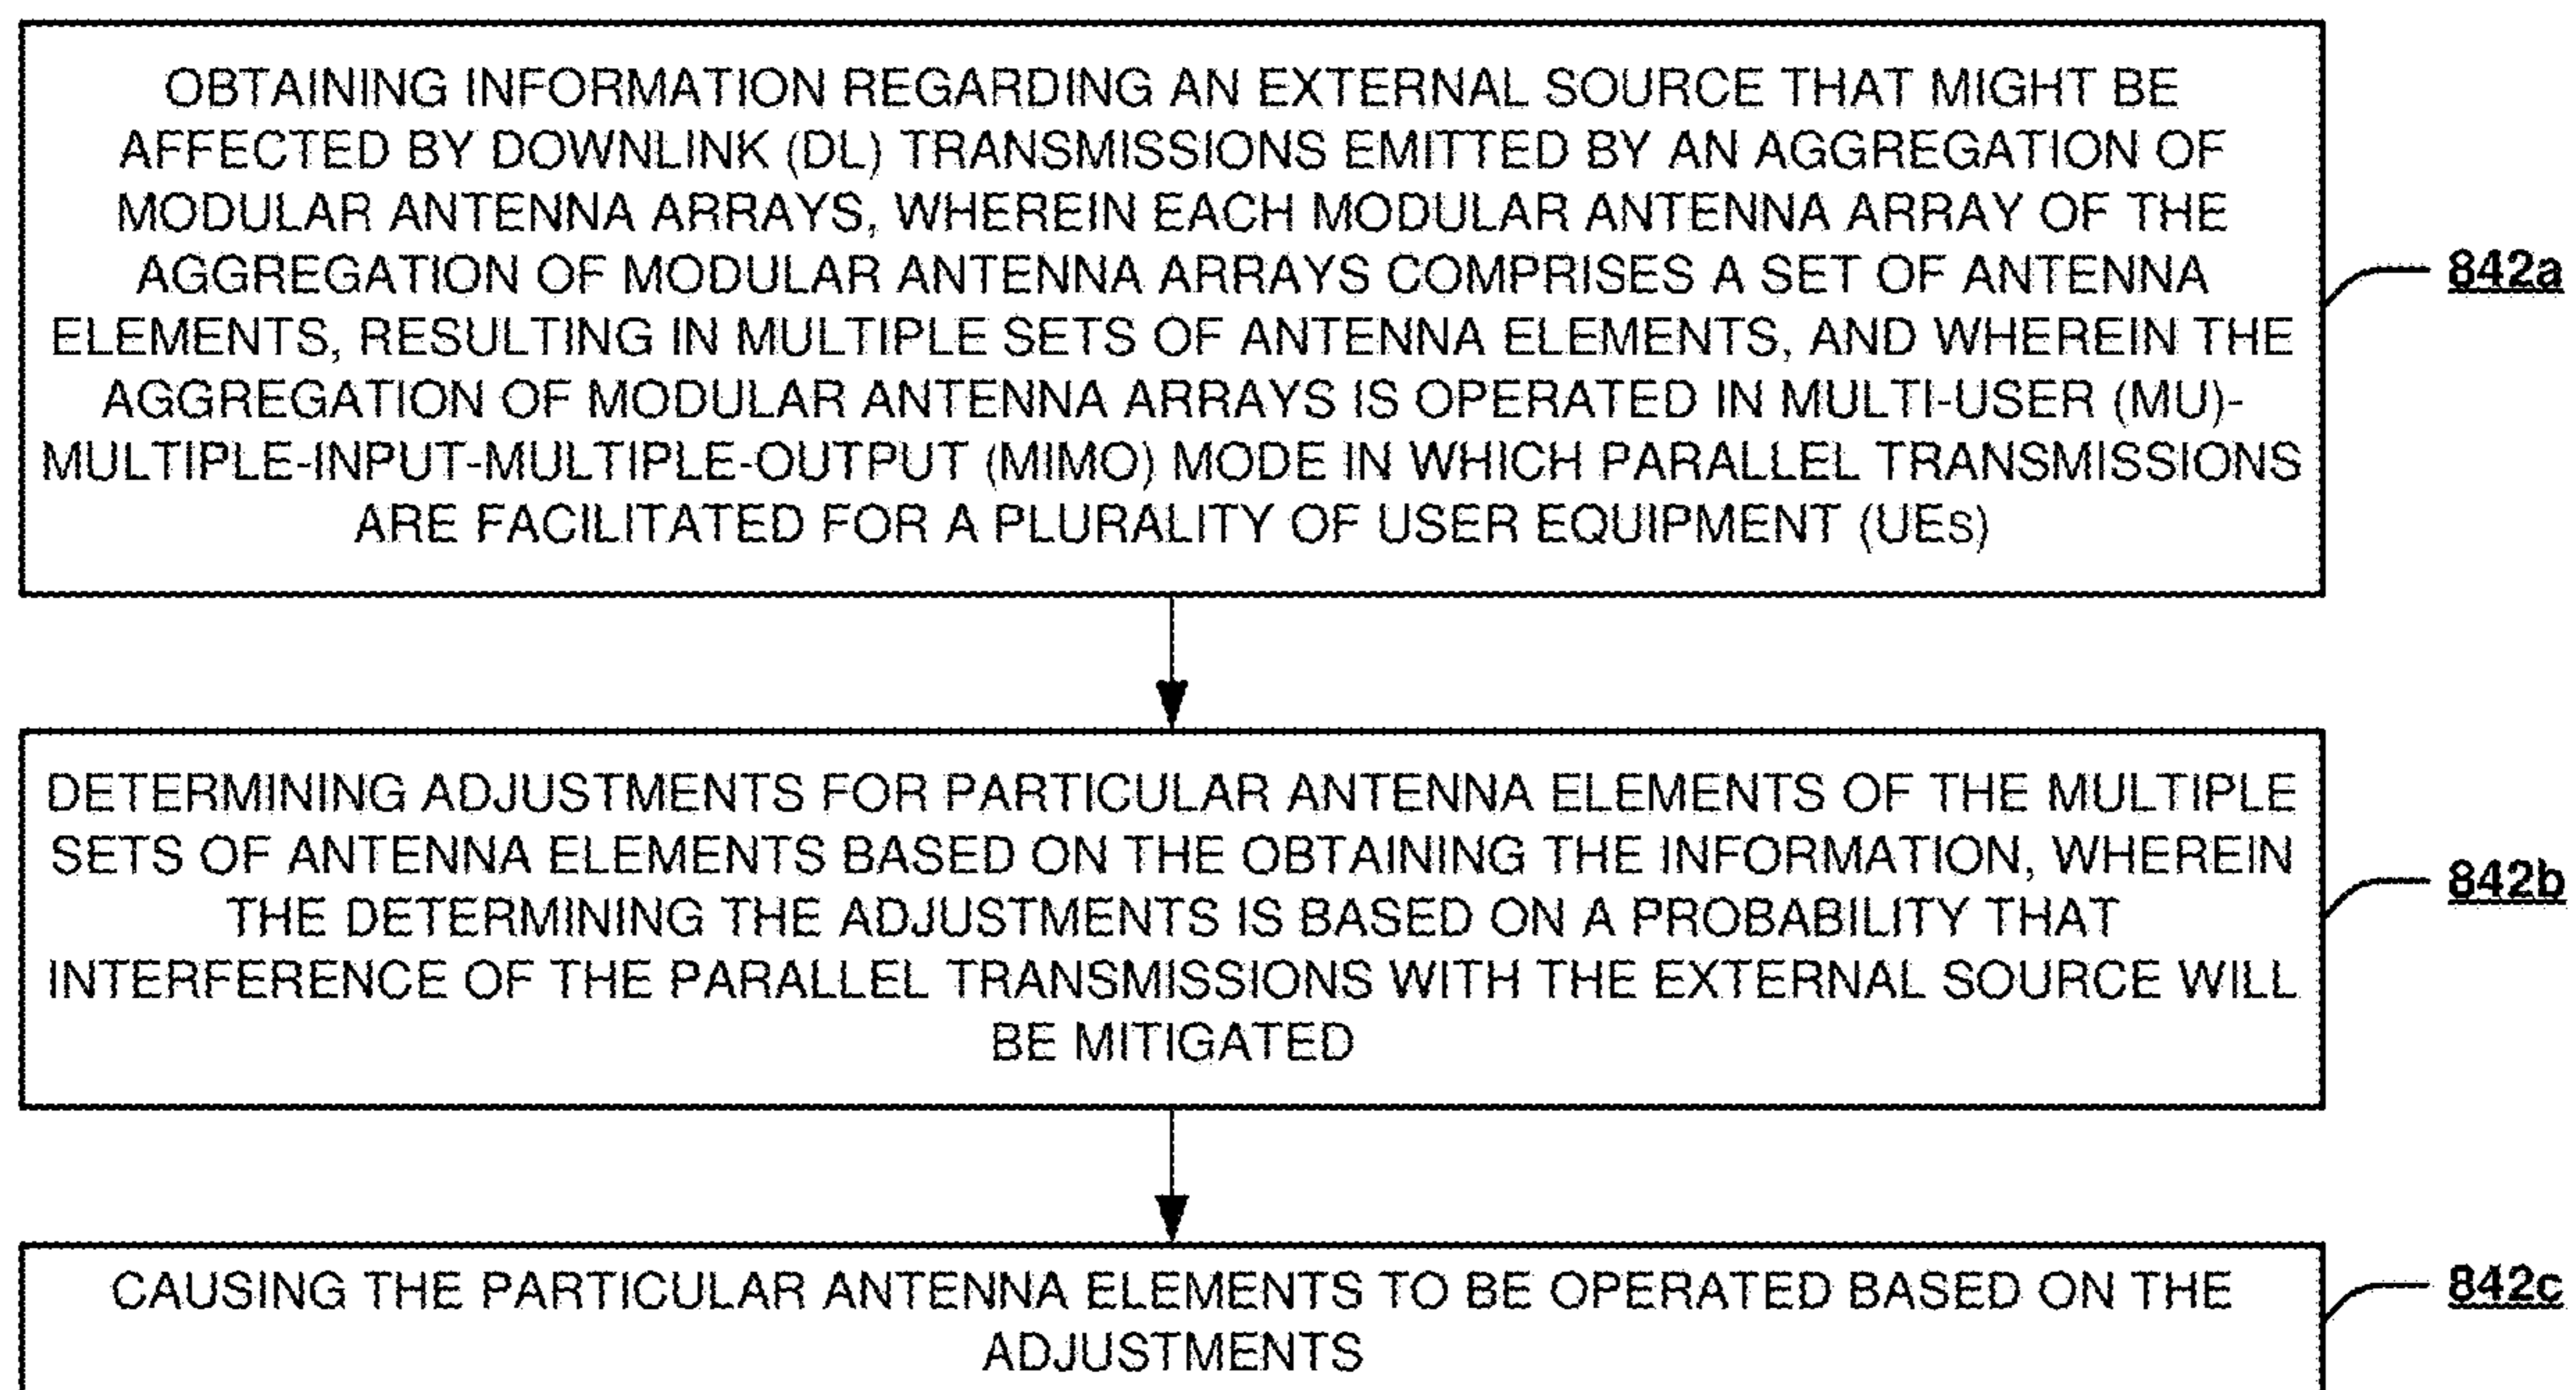 OBTAINING INFORMATION REGARDING AN EXTERNAL SOURCE THAT MIGHT BE
AFFECTED BY DOWNLINK (DL) TRANSMISSIONS EMITTED BY AN AGGREGATION OF
MODULAR ANTENNA ARRAYS, WHEREIN EACH MODULAR ANTENNA ARRAY OF THE
AGGREGATION OF MODULAR ANTENNA ARRAYS COMPRISES A SET OF ANTENNA
ELEMENTS, RESULTING IN MULTIPLE SETS OF ANTENNA ELEMENTS, AND WHEREIN THE
AGGREGATION OF MODULAR ANTENNA ARRAYS IS OPERATED IN MULTI-USER (MU)-
MULTIPLE-INPUT-MULTIPLE-OUTPUT (MIMO) MODE IN WHICH PARALLEL TRANSMISSIONS
ARE FACILITATED FOR A PLURALITY OF USER EQUIPMENT (UEs)
842a
DETERMINING ADJUSTMENTS FOR PARTICULAR ANTENNA ELEMENTS OF THE MULTIPLE
SETS OF ANTENNA ELEMENTS BASED ON THE OBTAINING THE INFORMATION, WHEREIN
THE DETERMINING THE ADJUSTMENTS IS BASED ON A PROBABILITY THAT
INTERFERENCE OF THE PARALLEL TRANSMISSIONS WITH THE EXTERNAL SOURCE WILL
BE MITIGATED
842b
CAUSING THE PARTICULAR ANTENNA ELEMENTS TO BE OPERATED BASED ON THE
ADJUSTMENTS
842c